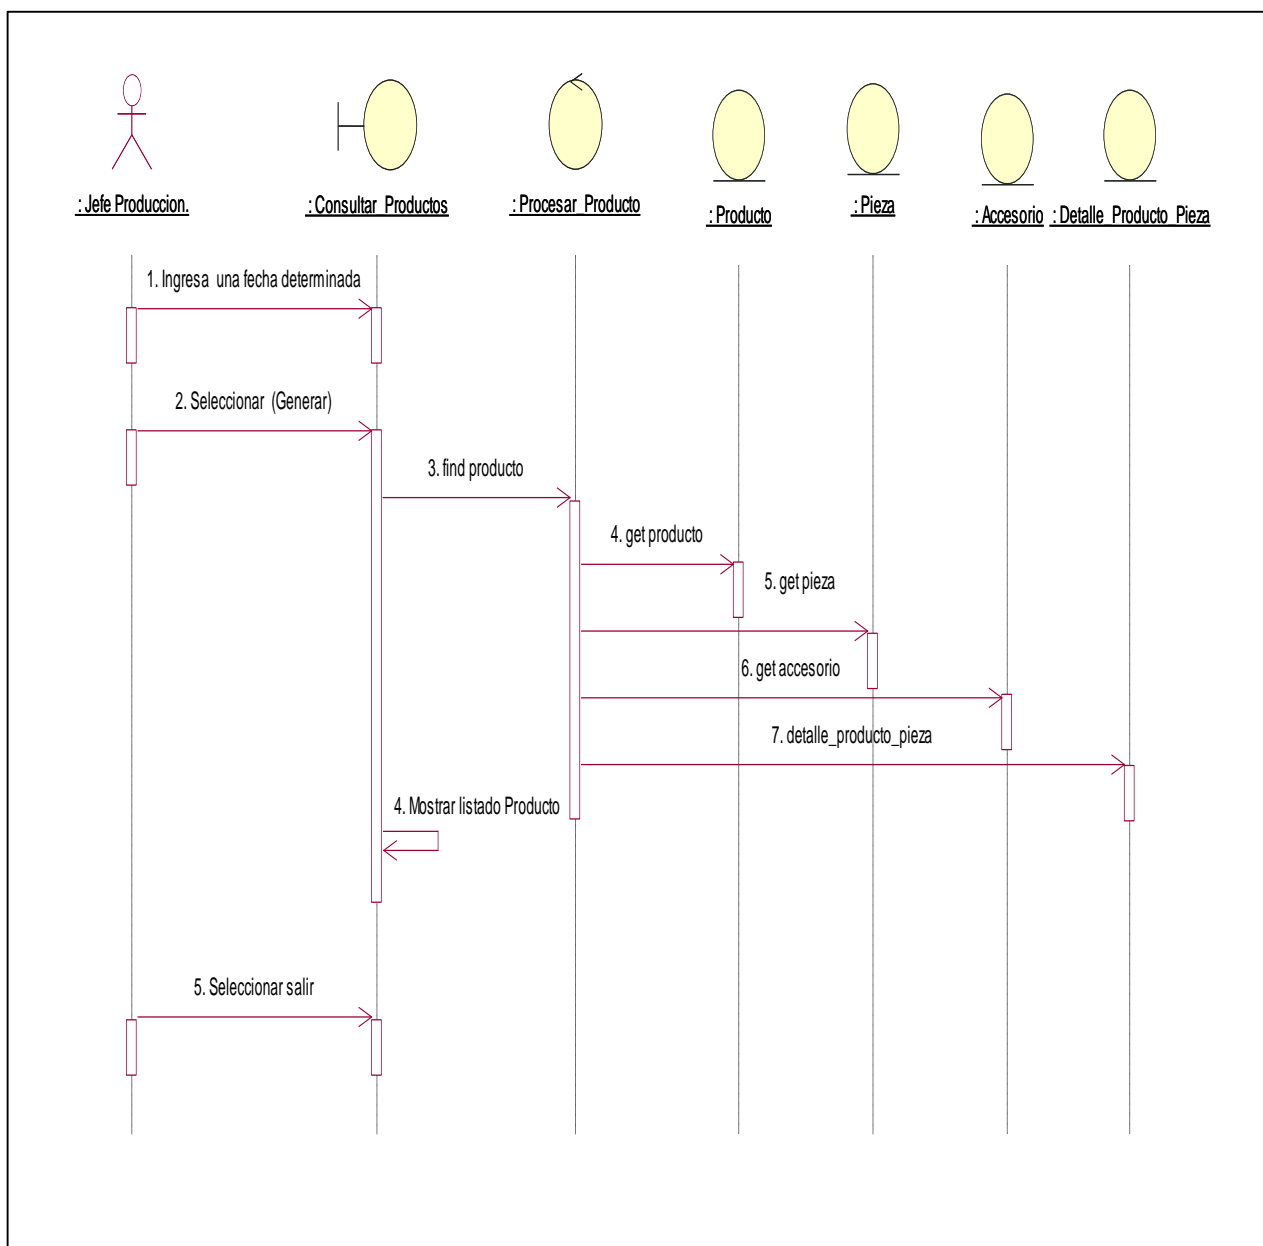 : Jefe Produccion.
: Consultar_Productos
: Procesar_Producto
: Producto
: Pieza
: Accesorio
: Detalle_Producto_Pieza
1. Ingresa una fecha determinada
2. Seleccionar (Generar)
3. find producto
4. get producto
5. get pieza
6. get accesorio
7. detalle_producto_pieza
4. Mostrar listado Producto
5. Seleccionar salir